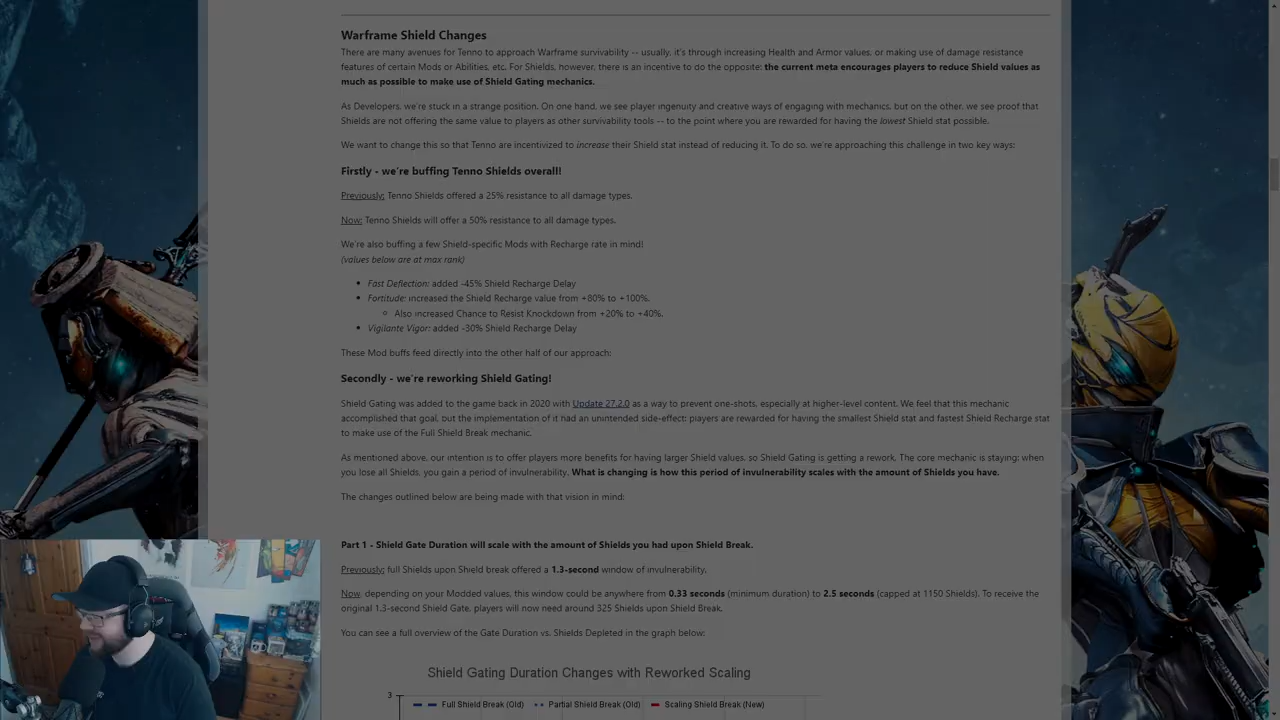 Warframe Shield Changes
There are many avenues for Tenno to approach Warframe survivability -- usually, it's through increasing Health and Armor values, or making use of damage resistance
features of certain Mods or Abilities, etc. For Shields, however, there is an incentive to do the opposite: the current meta encourages players to reduce Shield values as
much as possible to make use of Shield Gating mechanics.
As Developers, we're stuck in a strange position. On one hand, we see player ingenuity and creative ways of engaging with mechanics, but on the other, we see proof that
Shields are not offering the same value to players as other survivability tools -- to the point where you are rewarded for having the lowest Shield stat possible.
We want to change this so that Tenno are incentivized to increase their Shield stat instead of reducing it. To do so, we're approaching this challenge in two key ways:
Firstly - we're buffing Tenno Shields overall!
Previously: Tenno Shields offered a 25% resistance to all damage types.
Now: Tenno Shields will offer a 50% resistance to all damage types.
We're also buffing a few Shield-specific Mods with Recharge rate in mind!
(values below are at max rank)
• Fast Deflection: added -45% Shield Recharge Delay
• Fortitude: increased the Shield Recharge value from +80% to +100%.
Also increased Chance to Resist Knockdown from +20% to +40%.
• Vigilante Vigor: added -30% Shield Recharge Delay
These Mod buffs feed directly into the other half of our approach:
Secondly - we're reworking Shield Gating!
Shield Gating was added to the game back in 2020 with Update 27.2.0 as a way to prevent one-shots, especially at higher-level content. We feel that this mechanic
accomplished that goal, but the implementation of it had an unintended side-effect: players are rewarded for having the smallest Shield stat and fastest Shield Recharge stat
to make use of the Full Shield Break mechanic.
As mentioned above, our intention is to offer players more benefits for having larger Shield values, so Shield Gating is getting a rework. The core mechanic is staying: when
you lose all Shields, you gain a period of invulnerability. What is changing is how this period of invulnerability scales with the amount of Shields you have.
The changes outlined below are being made with that vision in mind:
Part 1 - Shield Gate Duration will scale with the amount of Shields you had upon Shield Break.
Previously: full Shields upon Shield break offered a 1.3-second window of invulnerability.
Now, depending on your Modded values, this window could be anywhere from 0.33 seconds (minimum duration) to 2.5 seconds (capped at 1150 Shields). To receive the
original 1.3-second Shield Gate, players will now need around 325 Shields upon Shield Break.
You can see a full overview of the Gate Duration vs. Shields Depleted in the graph below:
Shield Gating Duration Changes with Reworked Scaling
3
Full Shield Break (Old) Partial Shield Break (Old) Scaling Shield Break (New)